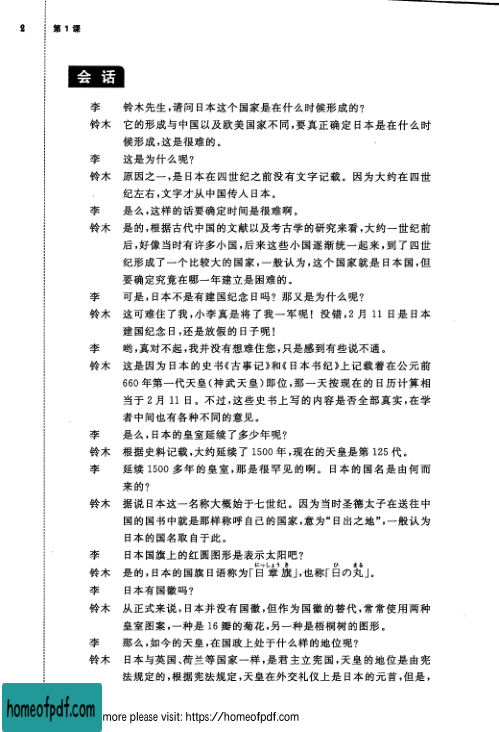 2 第1课
会 话
李 铃木先生,请问日本这个国家是在什么时候形成的?
铃木 它的形成与中国以及欧美国家不同,要真正确定日本是在什么时
候形成,这是很难的。
李 这是为什么呢?
铃木 原因之一,是日本在四世纪之前没有文字记载。因为大约在四世
纪左右,文字才从中国传人日本。
李 是么,这样的话要确定时间是很难啊。
铃木 是的,根据古代中国的文献以及考古学的研究来看,大约一世纪前
后,好像当时有许多小国,后来这些小国逐渐统一起来,到了四世
纪形成了一个比较大的国家,一般认为,这个国家就是日本国,但
要确定究竟在哪一年建立是困难的。
李 可是,日本不是有建国纪念日吗? 那又是为什么呢?
铃木 这可难住了我,小李真是将了我一军呢! 没错,2 月 11 日是日本
建国纪念日,还是放假的日子呢!
李 哟,真对不起,我并没有想难住您,只是感到有些说不通。
铃木 这是因为日本的史书《古事记》和《日本书纪》上记载着在公元前
660 年第一代天皇(神武天皇)即位,那一天按现在的日历计算相
当于 2 月 11 日。不过,这些史书上写的内容是否全部真实,在学
者中间也有各种不同的意见。
李 是么,日本的皇室延续了多少年呢?
铃木 根据史料记载,大约延续了 1500 年,现在的天皇是第 125 代。
李 延续 1500 多年的皇室,那是很罕见的啊。日本的国名是由何而
来的?
铃木 据说日本这一名称大概始于七世纪。因为当时圣德太子在送往中
国的国书中就是那样称呼自己的国家,意为“日出之地”,一般认为
日本的国名取自于此。
李 日本国旗上的红圆图形是表示太阳吧?
にっしょう き ひ まる
铃木 是的,日本的国旗日语称为「日章旗」,也称「日の丸」。
李 日本有国徽吗?
铃木 从正式来说,日本并没有国徽,但作为国徽的替代,常常使用两种
皇室图案,一种是 16 瓣的菊花,另一种是梧桐树的图形。
李 那么,如今的天皇,在国政上处于什么样的地位呢?
铃木 日本与英国、荷兰等国家一样,是君主立宪国,天皇的地位是由宪
法规定的,根据宪法规定,天皇在外交礼仪上是日本的元首,但是,
homeofpdf.com more please visit: https://homeofpdf.com